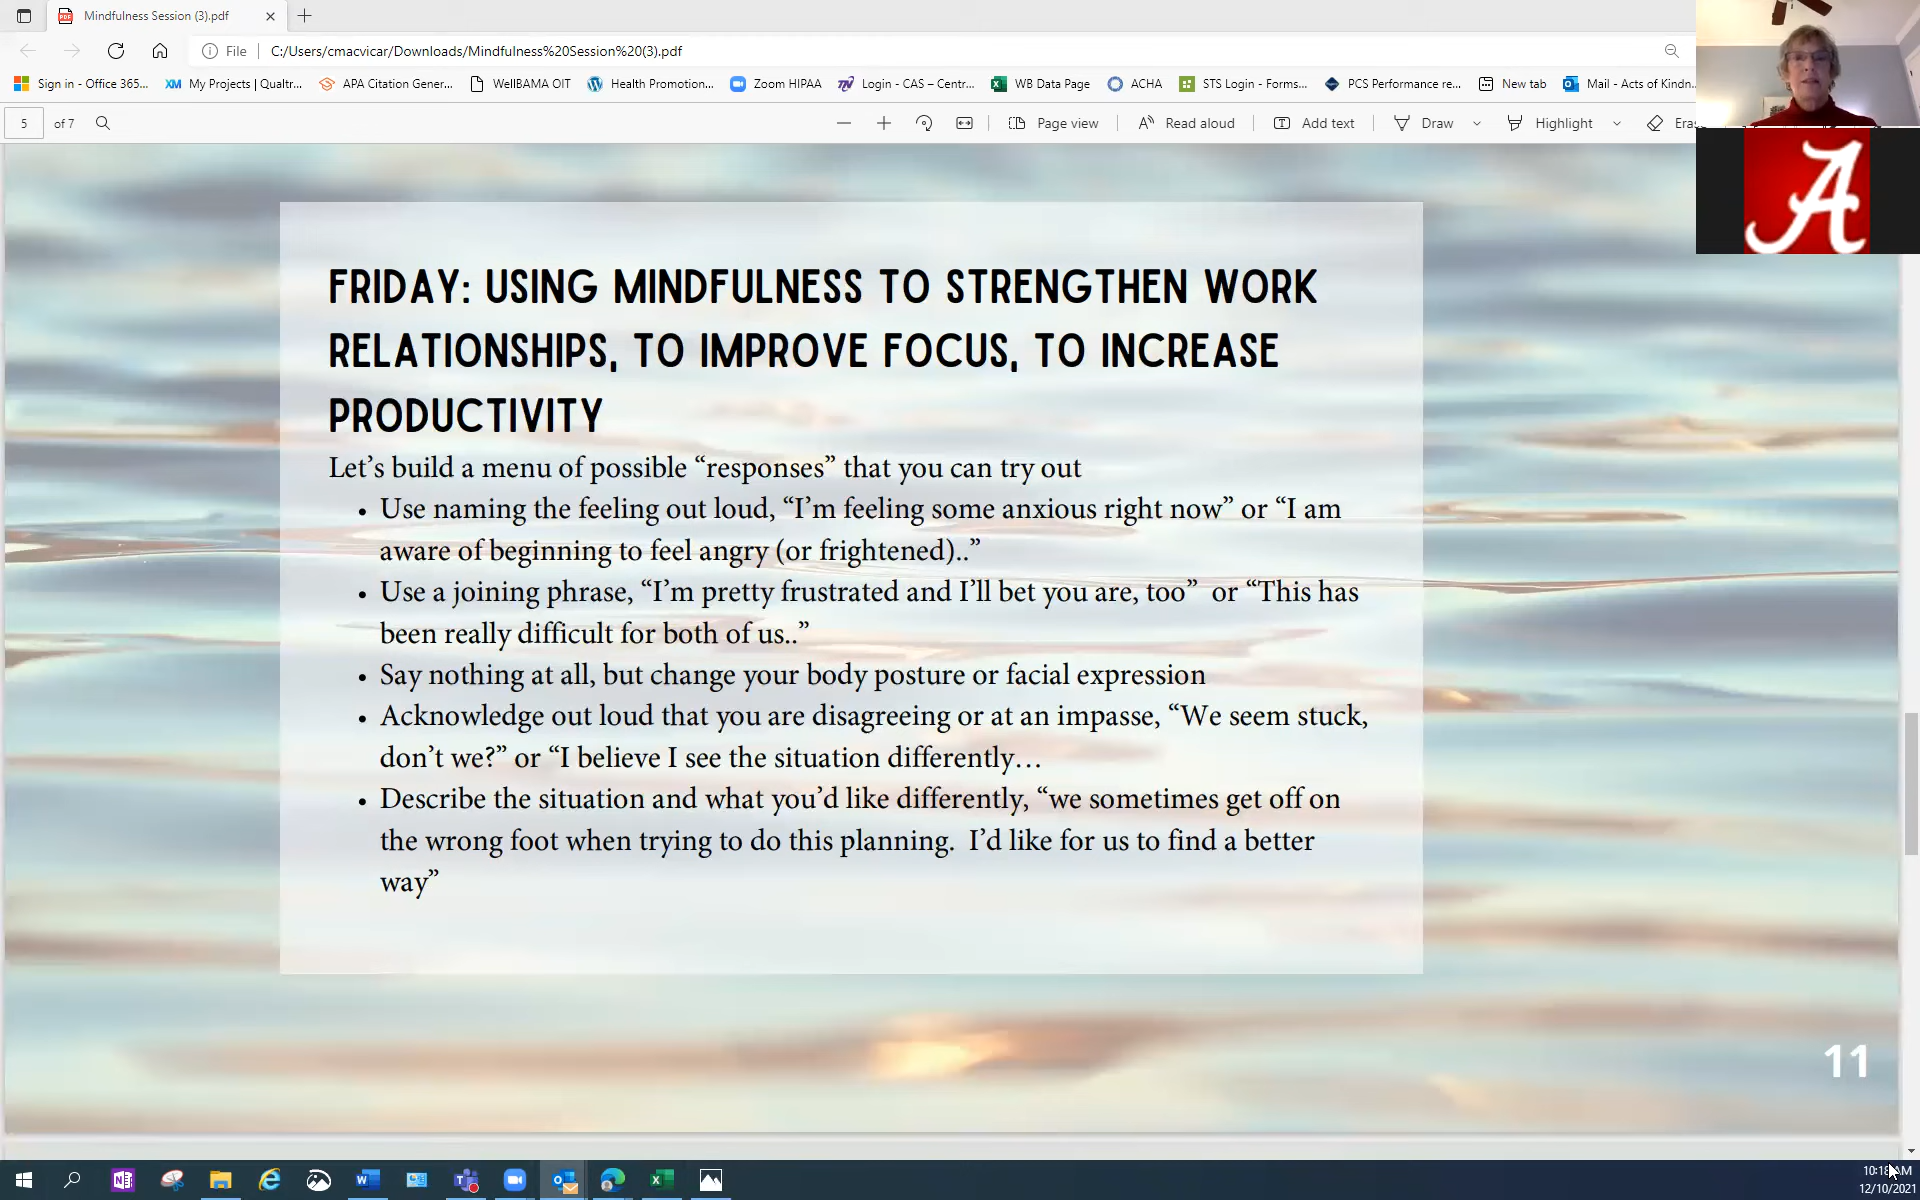 Mindfulness Session (3).pdf
File
C:/Users/cmacvicar/Downloads/Mindfulness%20Session%20(3).pdf
Sign in - Office 365...
My Projects | Qualtr...
APA Citation Gener...
WellBAMA OIT
Health Promotion...
Zoom HIPAA
Login - CAS – Centr...
WB Data Page
ACHA
STS Login - Forms...
PCS Performance re...
New tab
Mail - Acts of Kindn..
5
of 7
Page view
Read aloud
Add text
Draw
Highlight
FRIDAY: USING MINDFULNESS TO STRENGTHEN WORK
RELATIONSHIPS, TO IMPROVE FOCUS, TO INCREASE
PRODUCTIVITY
Let’s build a menu of possible “responses” that you can try out
• Use naming the feeling out loud, “I’m feeling some anxious right now” or “I am
aware of beginning to feel angry (or frightened)..”
• Use a joining phrase, “I’m pretty frustrated and I’ll bet you are, too”  or “This has
been really difficult for both of us..”
• Say nothing at all, but change your body posture or facial expression
• Acknowledge out loud that you are disagreeing or at an impasse, “We seem stuck,
don’t we?” or “I believe I see the situation differently…
• Describe the situation and what you’d like differently, “we sometimes get off on
the wrong foot when trying to do this planning.  I’d like for us to find a better
way”
11
A
10:18 AM
12/10/2021